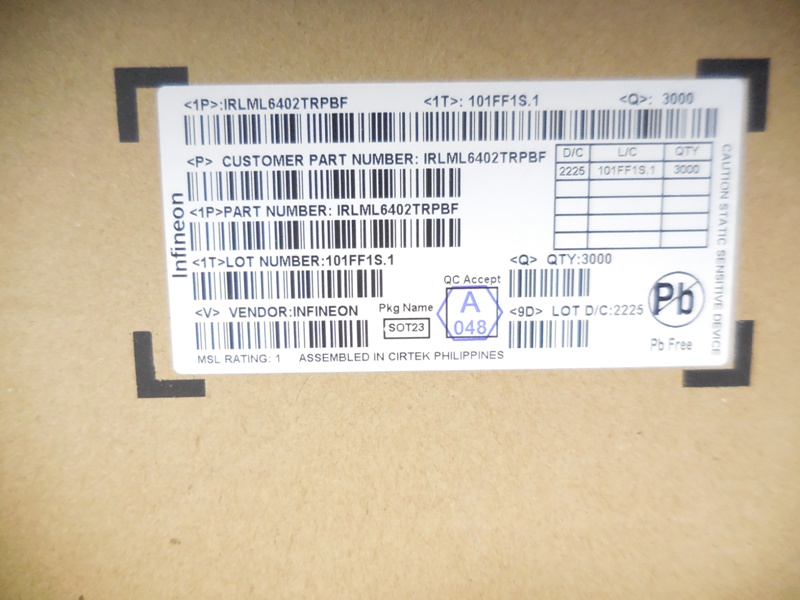 <1P>:IRLML6402TRPBF <1T>: 101FF1S.1 <Q>: 3000
<P> CUSTOMER PART NUMBER: IRLML6402TRPBF
D/C L/C QTY
2225 101FF1S.1 3000
<1P>PART NUMBER: IRLML6402TRPBF
<1T>LOT NUMBER:101FF1S.1
<Q> QTY:3000
QC Accept
A
048
<V> VENDOR:INFINEON
Pkg Name
SOT23
<9D> LOT D/C:2225
Pb
Pb Free
MSL RATING: 1 ASSEMBLED IN CIRTEK PHILIPPINES
Infineon
CAUTION STATIC SENSITIVE DEVICE